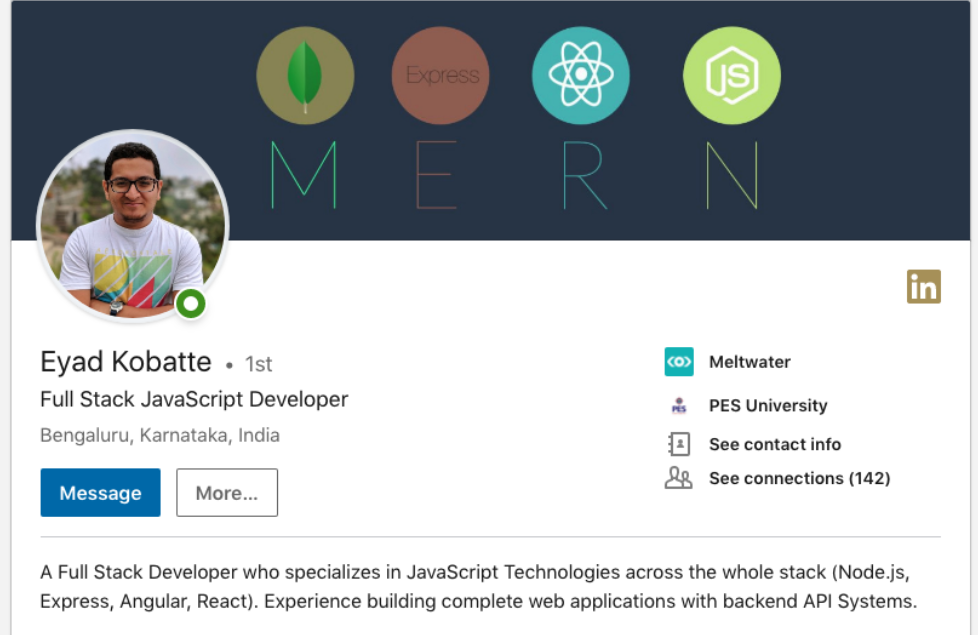 Express
M E R N
in
Eyad Kobatte • 1st
Full Stack JavaScript Developer
Bengaluru, Karnataka, India
Message
More...
Meltwater
PES
PES University
See contact info
See connections (142)
A Full Stack Developer who specializes in JavaScript Technologies across the whole stack (Node.js,
Express, Angular, React). Experience building complete web applications with backend API Systems.